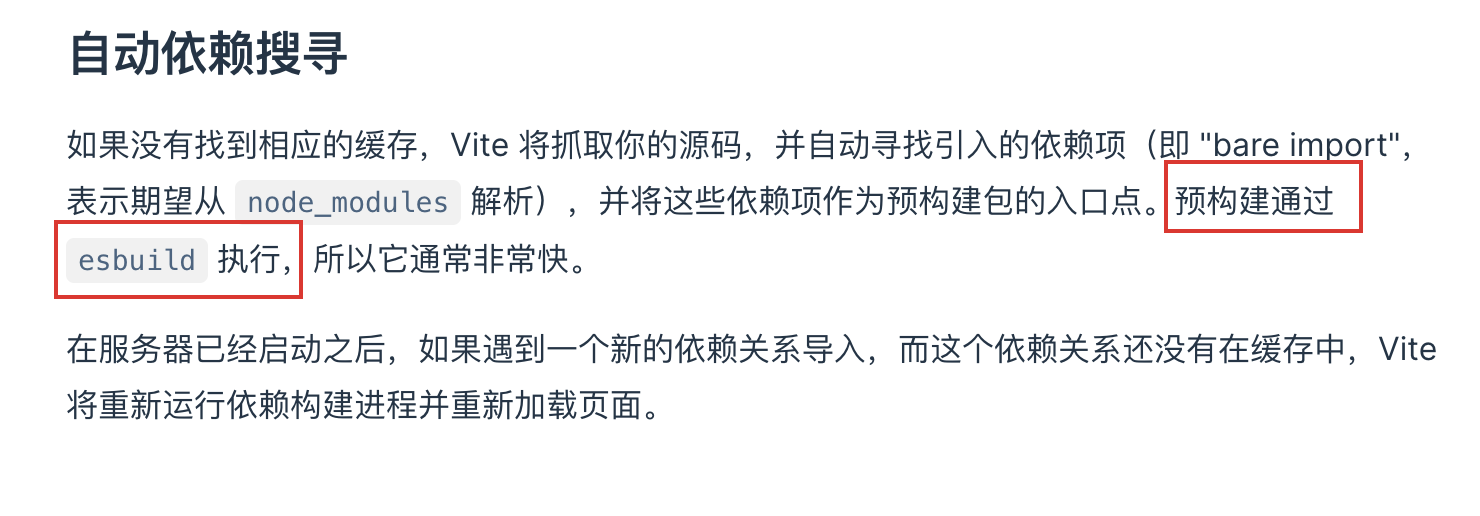 自动依赖搜寻
如果没有找到相应的缓存，Vite 将抓取你的源码，并自动寻找引入的依赖项（即 "bare import"，
表示期望从 node_modules 解析），并将这些依赖项作为预构建包的入口点。预构建通过
esbuild 执行，所以它通常非常快。
在服务器已经启动之后，如果遇到一个新的依赖关系导入，而这个依赖关系还没有在缓存中，Vite
将重新运行依赖构建进程并重新加载页面。